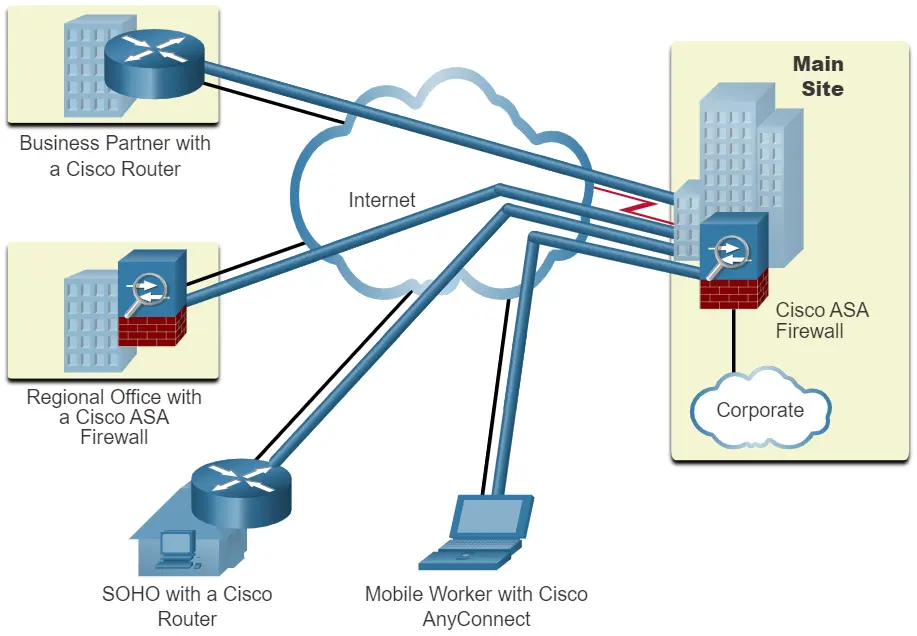 Main
Site
Business Partner with
a Cisco Router
Internet
Cisco ASA
Firewall
Regional Office with
a Cisco ASA
Firewall
Corporate
SOHO with a Cisco
Router
Mobile Worker with Cisco
AnyConnect